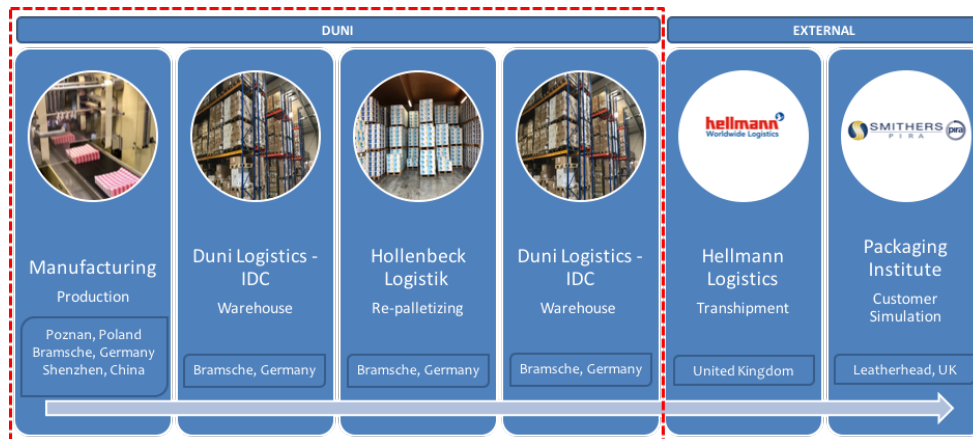 DUNI
EXTERNAL
Manufacturing
Production
Poznan, Poland
Bramsche, Germany
Shenzhen, China
Duni Logistics -
IDC
Warehouse
Bramsche, Germany
Hollenbeck
Logistik
Re-palletizing
Bramsche, Germany
Duni Logistics -
IDC
Warehouse
Bramsche, Germany
hellmann
Worldwide Logistics
Hellmann
Logistics
Transhipment
United Kingdom
SMITHERS
PIRA
pira
Packaging
Institute
Customer
Simulation
Leatherhead, UK